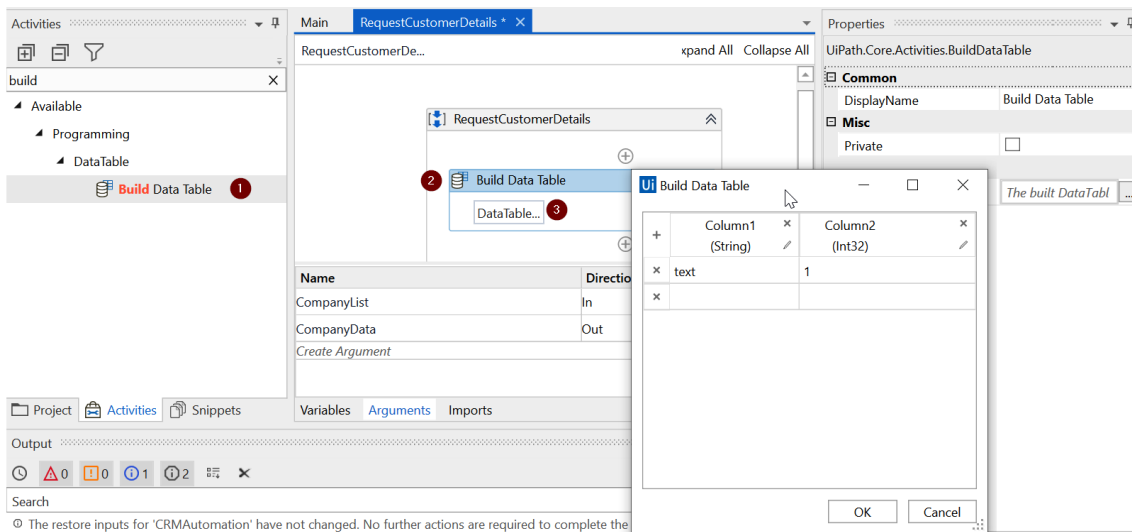 Activities
build
Available
Programming
DataTable
Build Data Table 1
Project Activities Snippets
Main RequestCustomerDetails *
RequestCustomerDe... xpand All Collapse All
RequestCustomerDetails
2 Build Data Table
DataTable... 3
Name Directio
CompanyList In
CompanyData Out
Create Argument
Variables Arguments Imports
Properties
UiPath.Core.Activities.BuildDataTable
Common
DisplayName Build Data Table
Misc
Private
The built DataTabl ...
Ui Build Data Table
Column1 Column2
(String) (Int32)
text 1
OK Cancel
Output
0 0 1 2
Search
The restore inputs for 'CRMAutomation' have not changed. No further actions are required to complete the